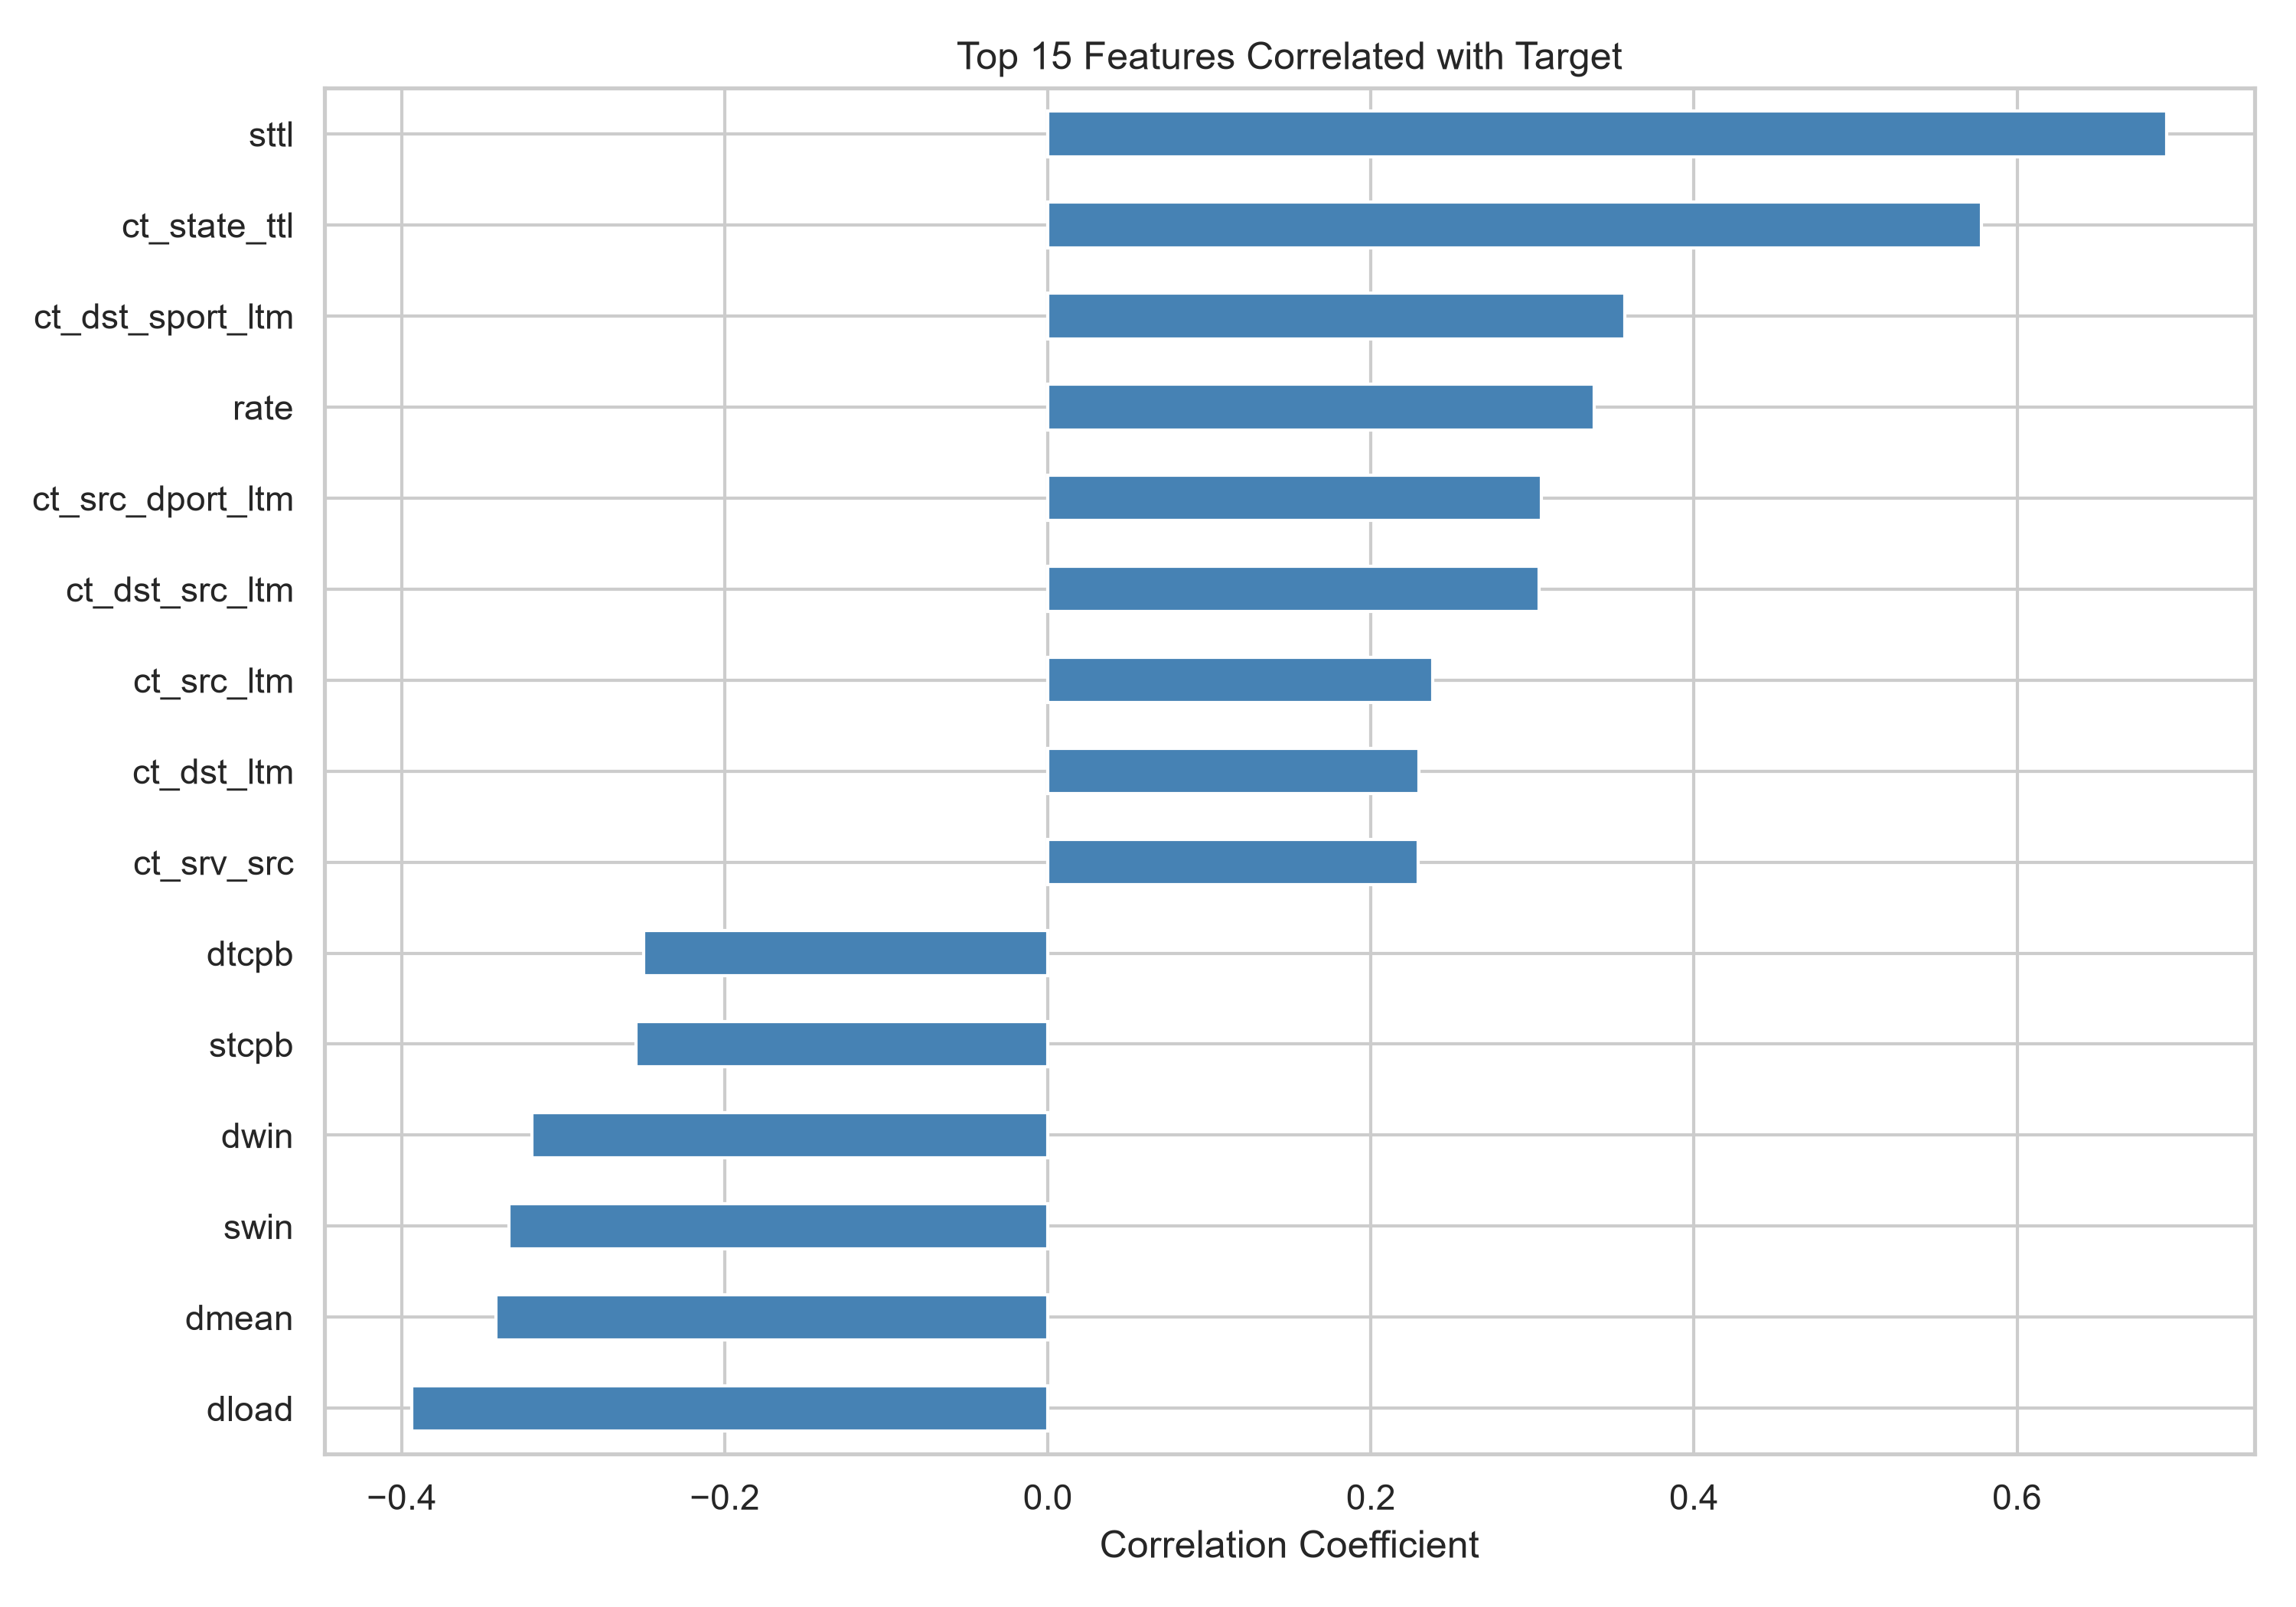 Top 15 Features Correlated with Target
sttl
ct_state_ttl
ct_dst_sport_ltm
rate
ct_src_dport_ltm
ct_dst_src_ltm
ct_src_ltm
ct_dst_ltm
ct_srv_src
dtcpb
stcpb
dwin
swin
dmean
dload
−0.4 −0.2 0.0 0.2 0.4 0.6
Correlation Coefficient